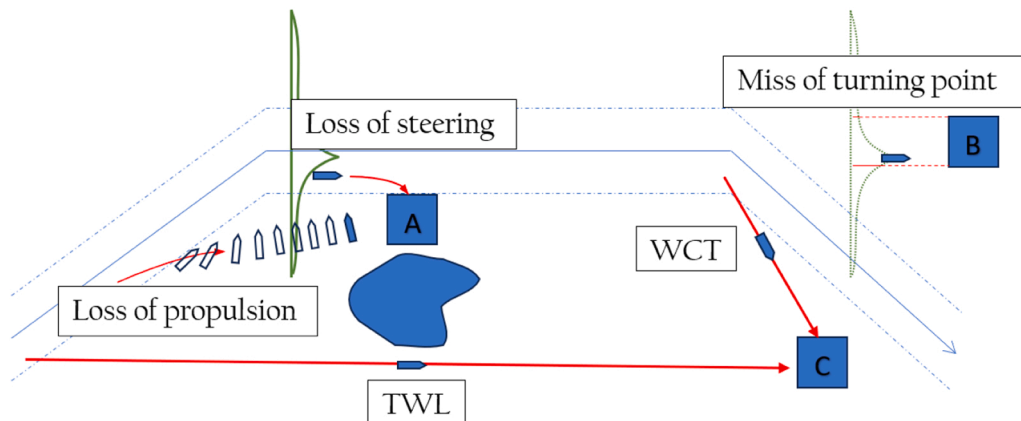 Miss of turning point
Loss of steering
B
A
WCT
Loss of propulsion
C
TWL